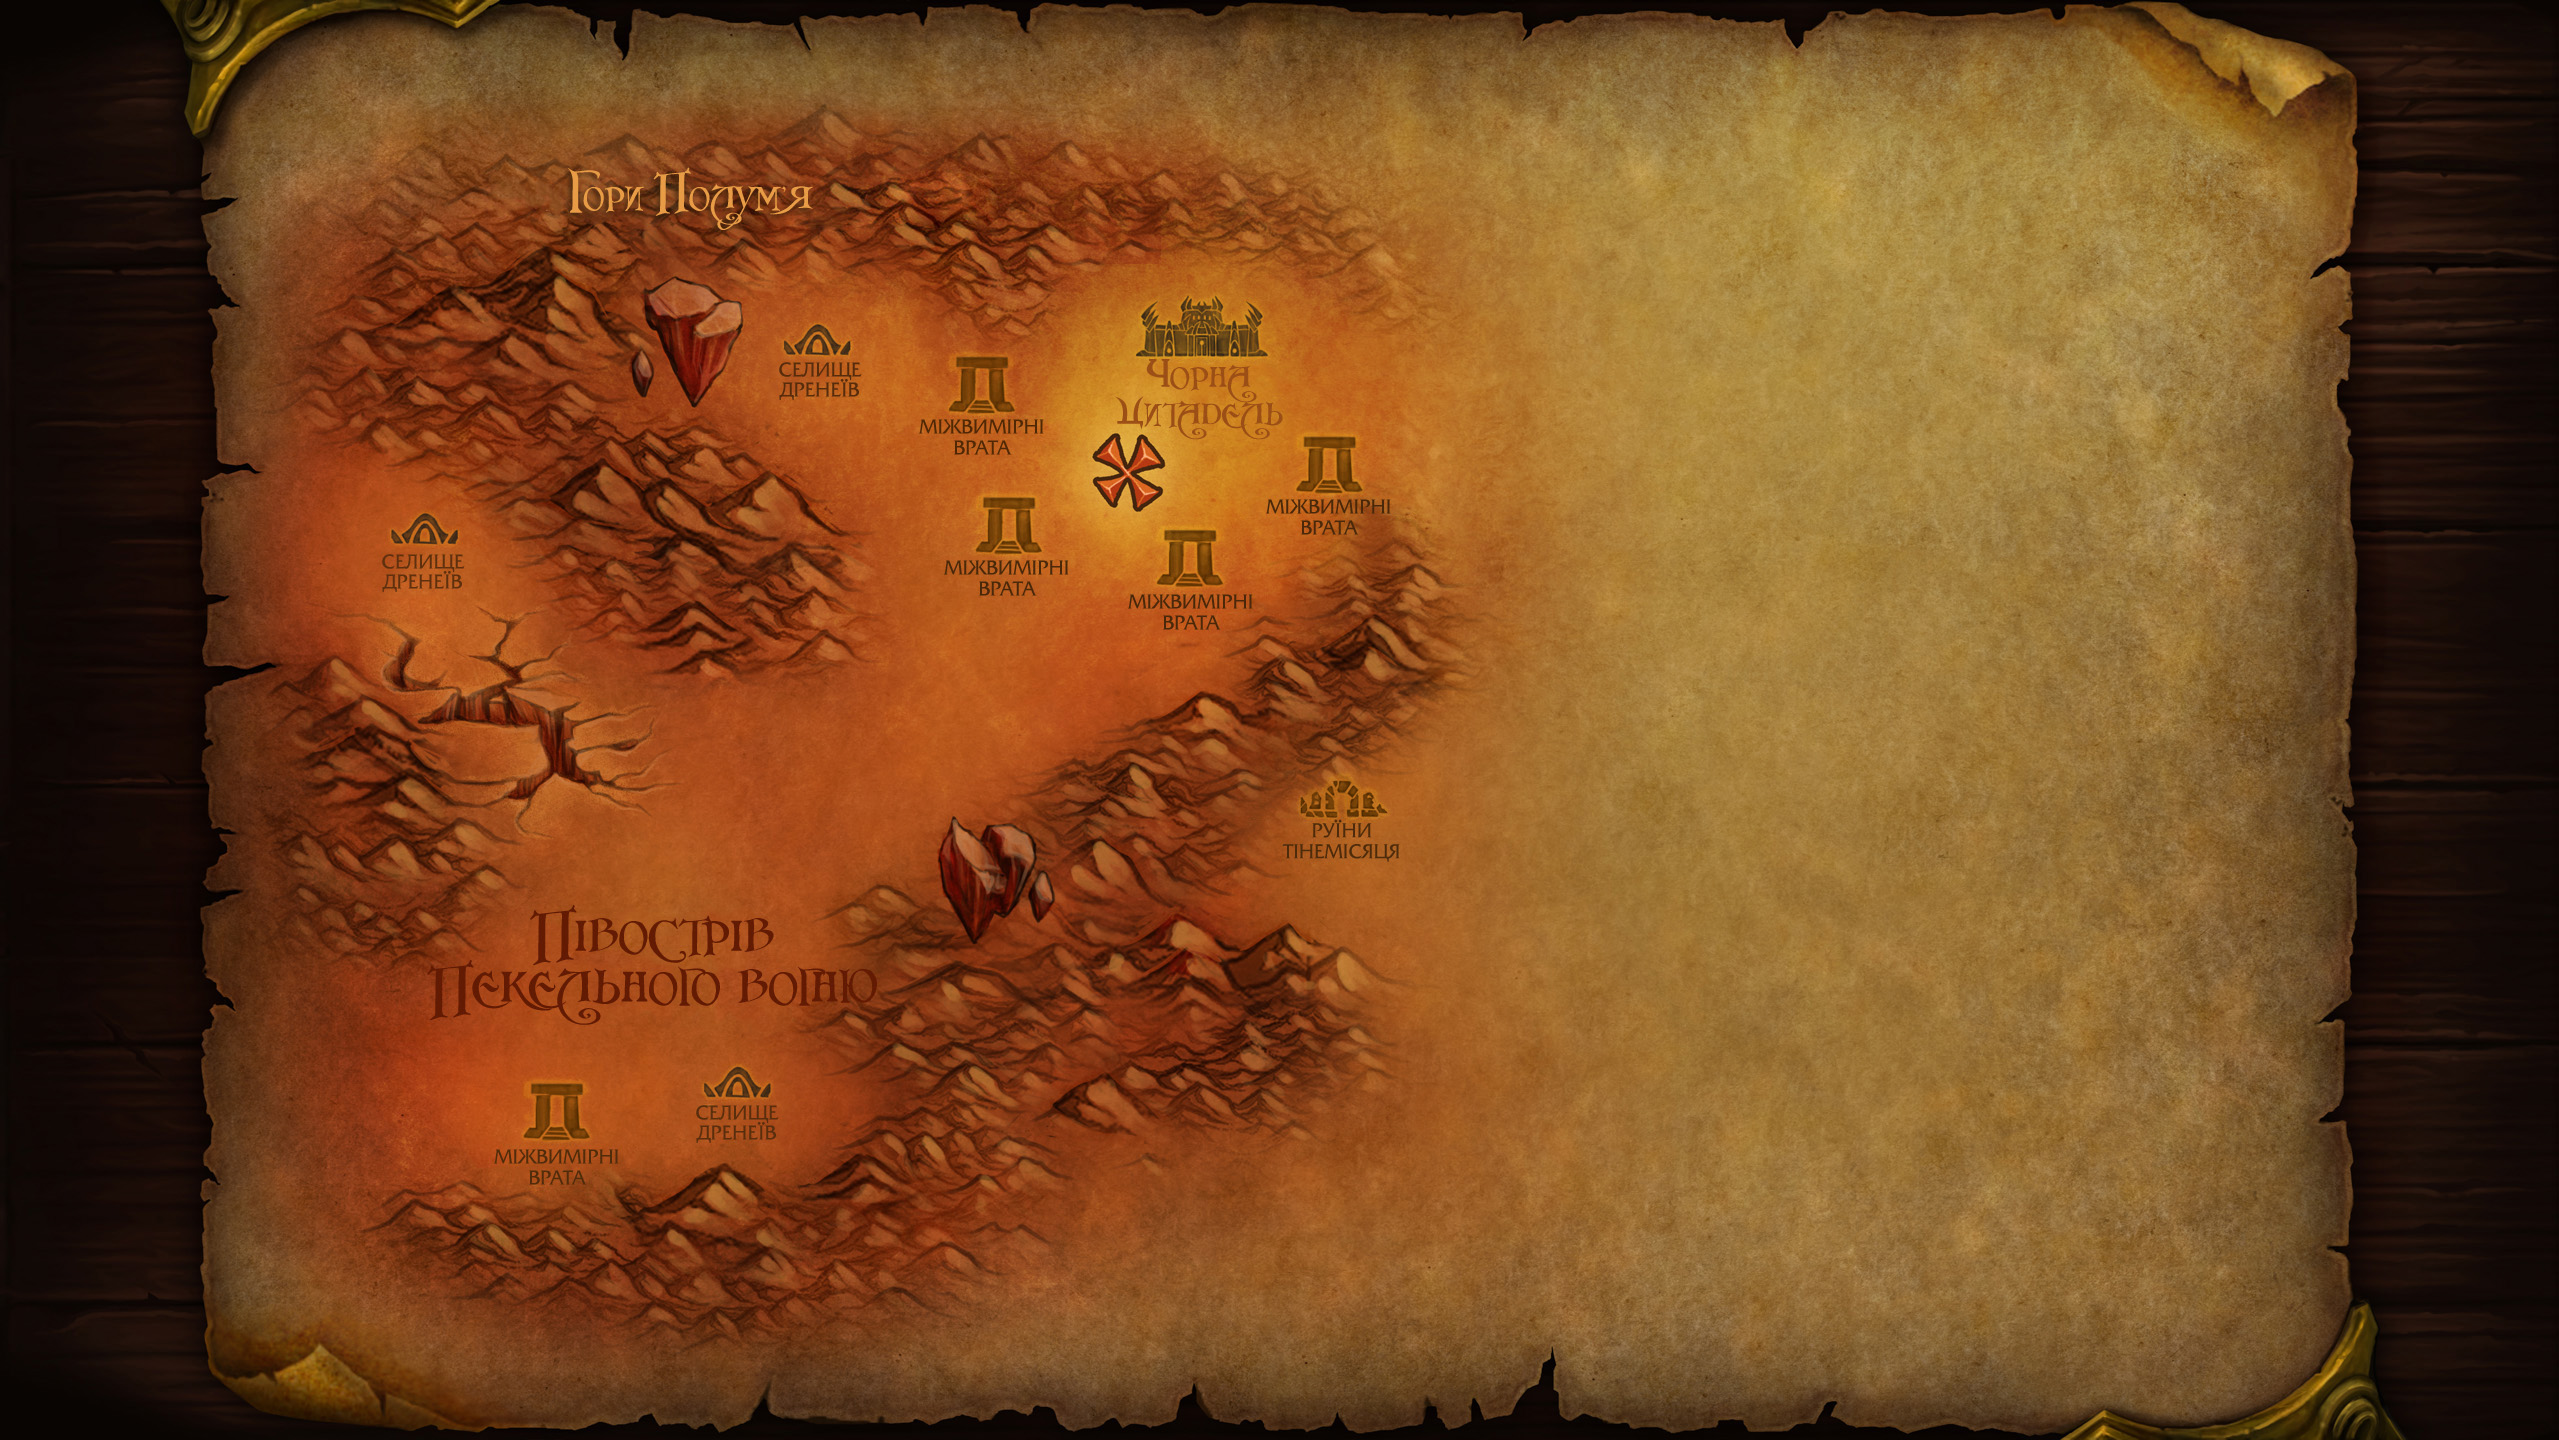 Гори Полум'я
Чорна
Цитадель
СЕЛИЩЕ
ДРЕНЕЇВ
МІЖВИМІРНІ
ВРАТА
МІЖВИМІРНІ
ВРАТА
МІЖВИМІРНІ
ВРАТА
МІЖВИМІРНІ
ВРАТА
СЕЛИЩЕ
ДРЕНЕЇВ
РУЇНИ
ТІНЕМІСЯЦЯ
Півострів
Пекельного вогню
СЕЛИЩЕ
ДРЕНЕЇВ
МІЖВИМІРНІ
ВРАТА